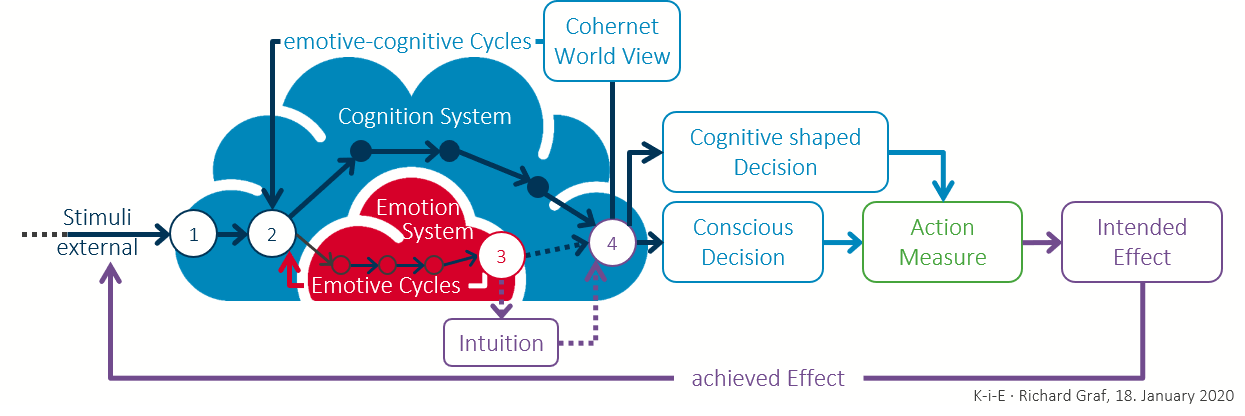 emotive-cognitive Cycles
Cohernet
World View
Cognition System
Cognitive shaped
Decision
Stimuli
external
1
2
Emotion
System
3
4
Emotive Cycles
Conscious
Decision
Action
Measure
Intended
Effect
Intuition
achieved Effect
K-i-E · Richard Graf, 18. January 2020